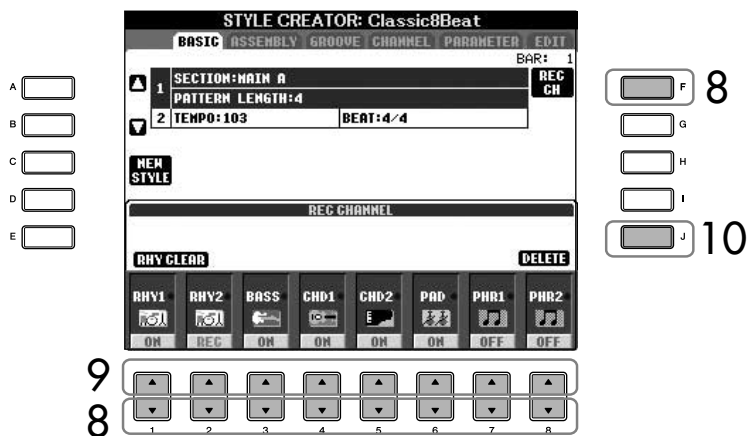 STYLE CREATOR: Classic8Beat
BASIC ASSEMBLY GROOVE CHANNEL PARAMETER EDIT
BAR: 1
1 SECTION:MAIN A
PATTERN LENGTH:4
REC CH
2 TEMPO:103 BEAT:4/4
NEW STYLE
REC CHANNEL
RHY CLEAR DELETE
RHY1 RHY2 BASS CHD1 CHD2 PAD PHR1 PHR2
ON REC ON ON ON ON OFF OFF
A
B
C
D
E
F 8
G
H
I
J 10
9
8
1 2 3 4 5 6 7 8